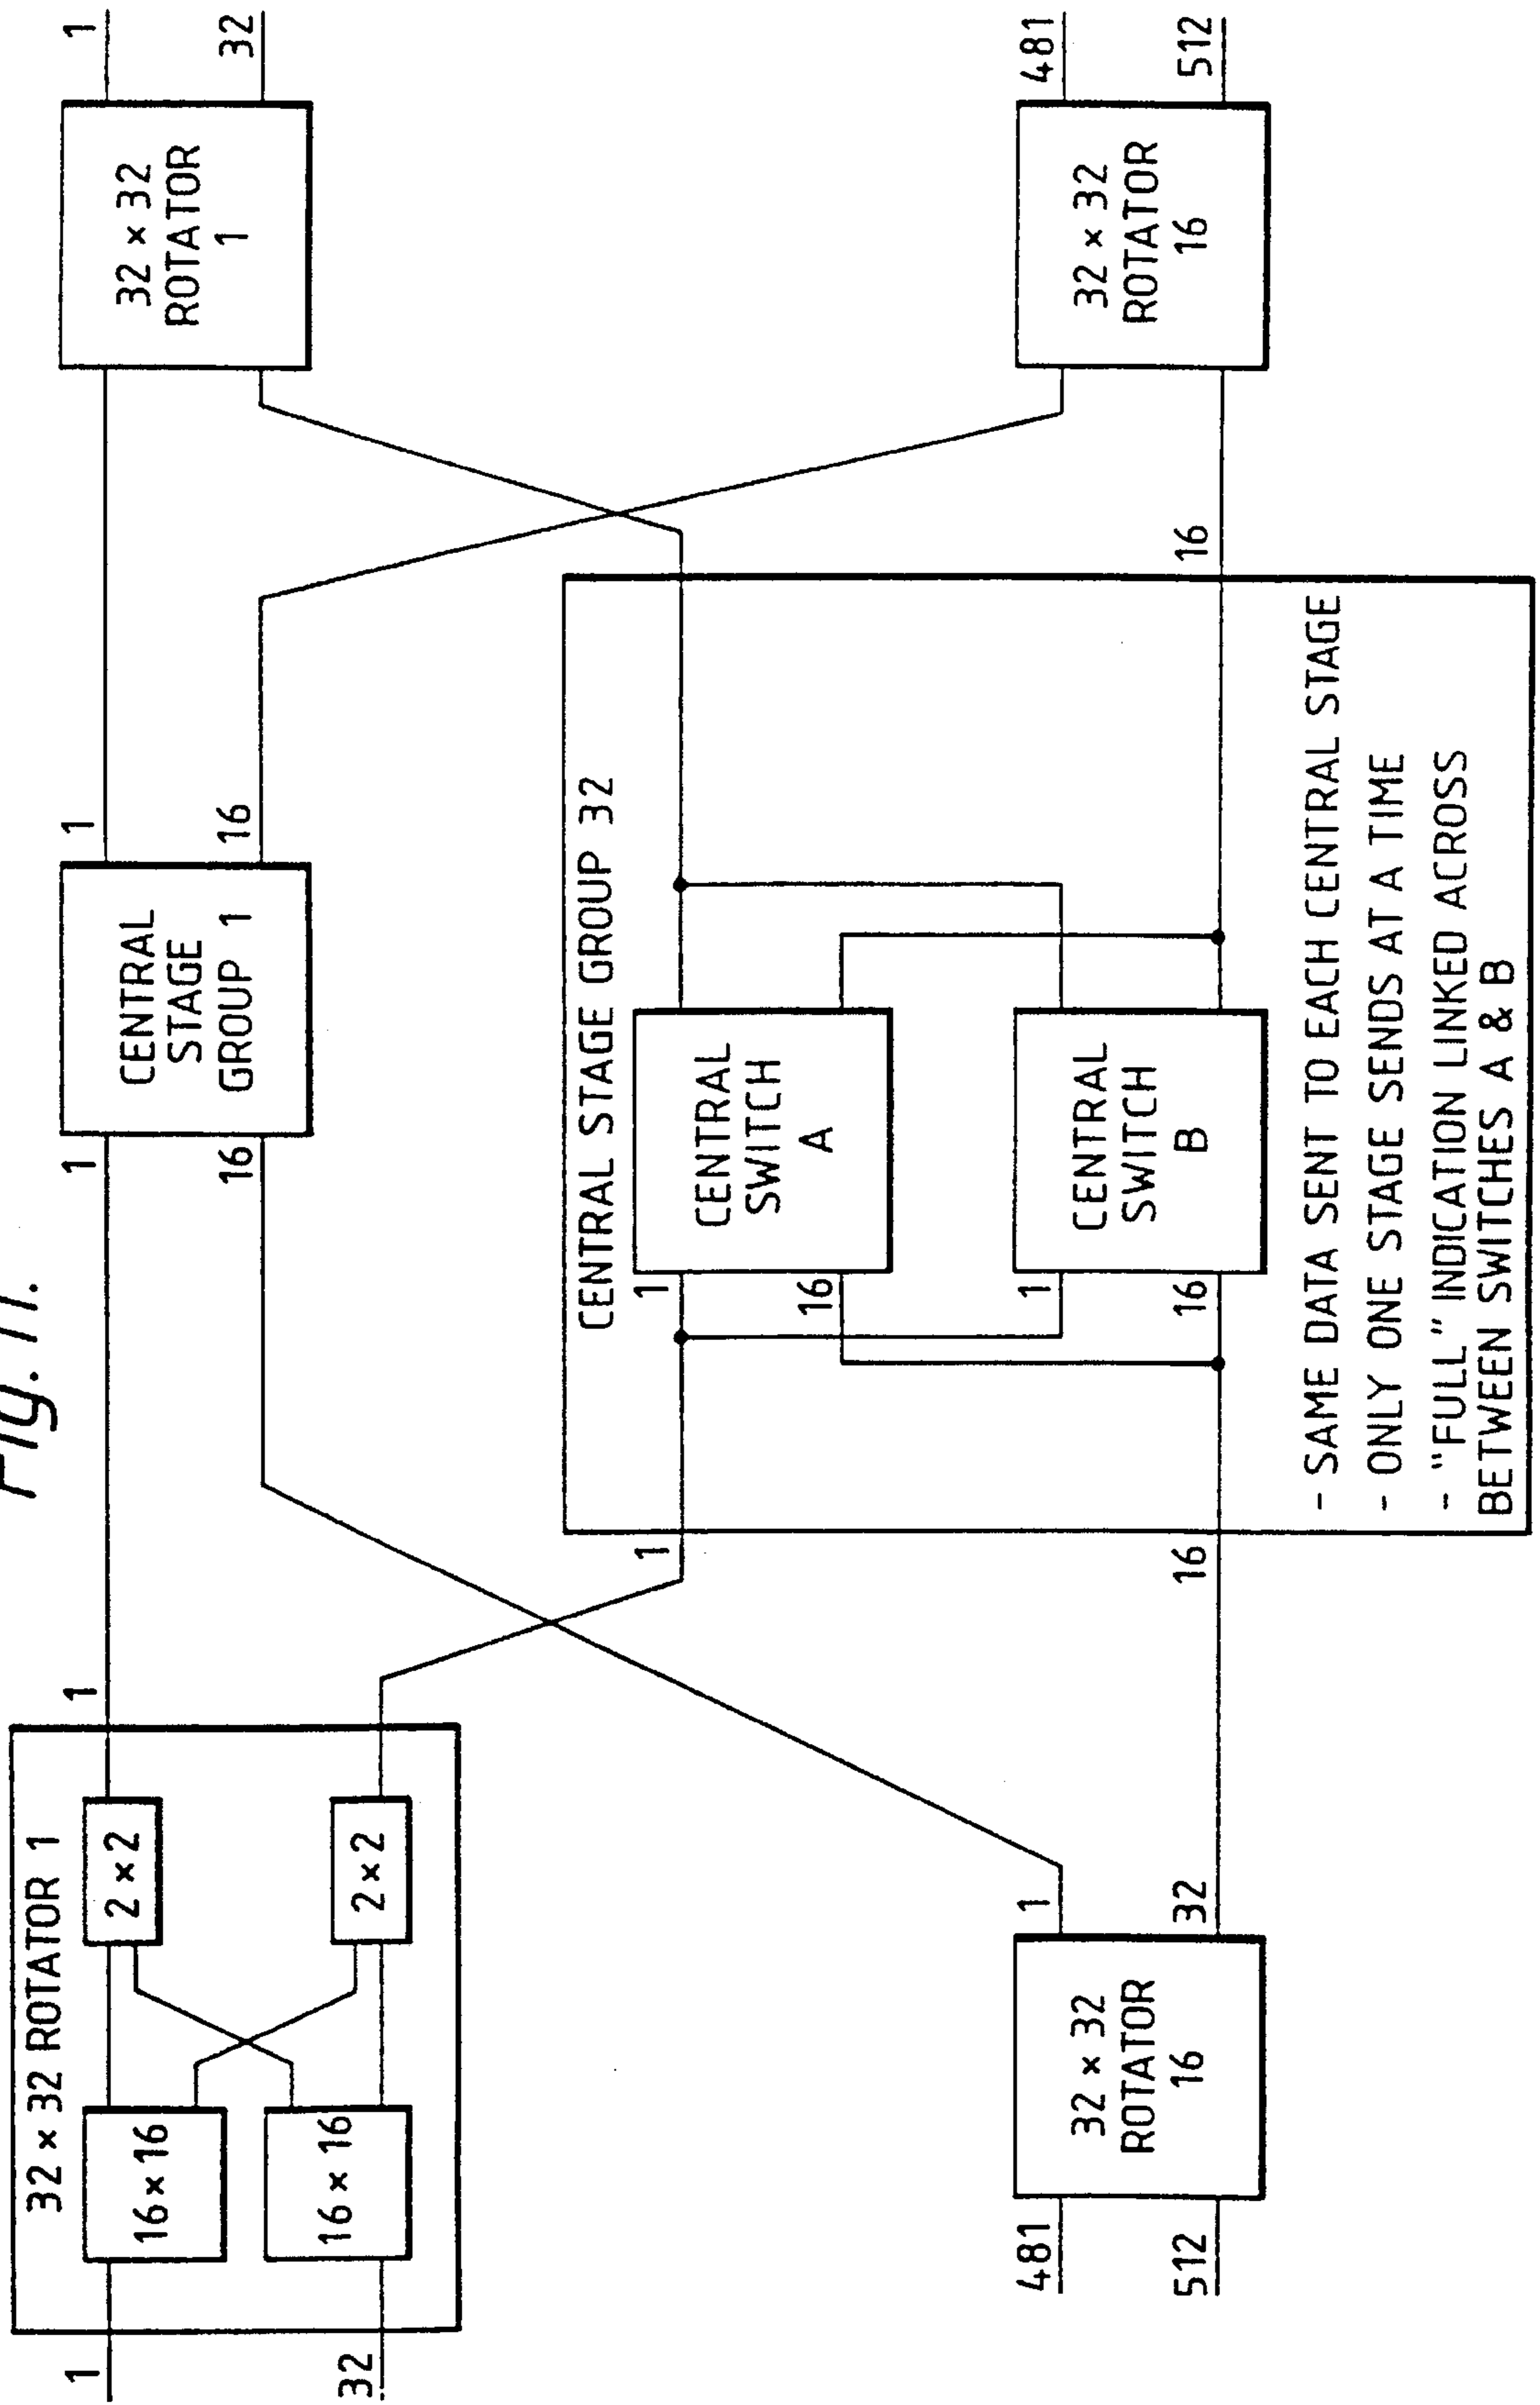 Fig.11.
32 × 32 ROTATOR 1
1
32
16 × 16
16 × 16
2 × 2
2 × 2
1
1
16
CENTRAL
STAGE
GROUP 1
1
16
32 × 32
ROTATOR
1
1
32
CENTRAL STAGE GROUP 32
1
16
1
16
CENTRAL
SWITCH
A
1
16
CENTRAL
SWITCH
B
16
- SAME DATA SENT TO EACH CENTRAL STAGE
- ONLY ONE STAGE SENDS AT A TIME
- "FULL" INDICATION LINKED ACROSS
BETWEEN SWITCHES A & B
481
512
32 × 32
ROTATOR
16
1
32
32 × 32
ROTATOR
16
481
512